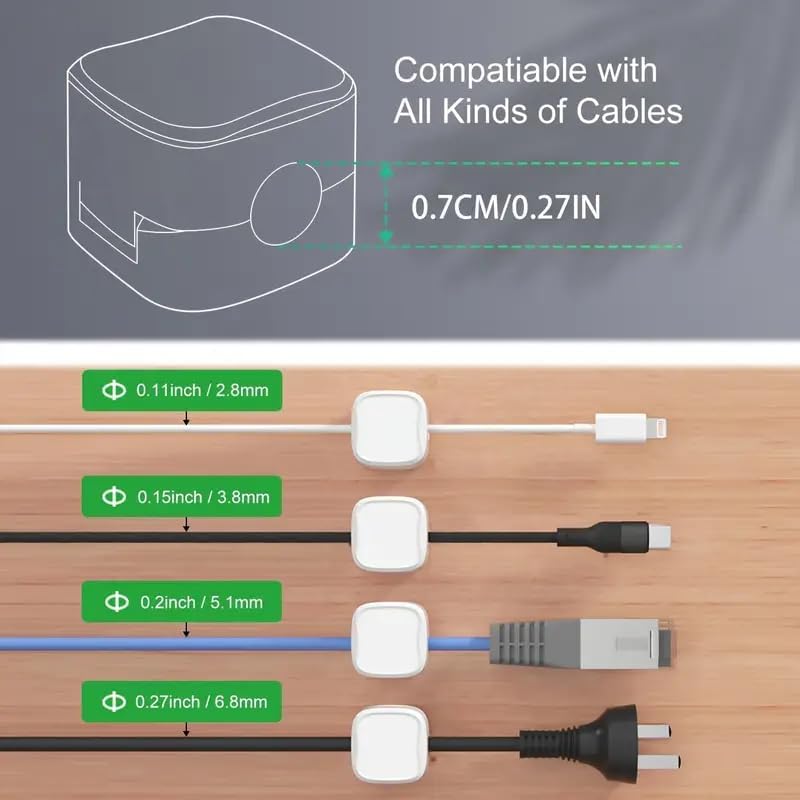 Compatiable with
All Kinds of Cables
0.7CM/0.27IN
Φ 0.11inch / 2.8mm
Φ 0.15inch / 3.8mm
Φ 0.2inch / 5.1mm
Φ 0.27inch / 6.8mm